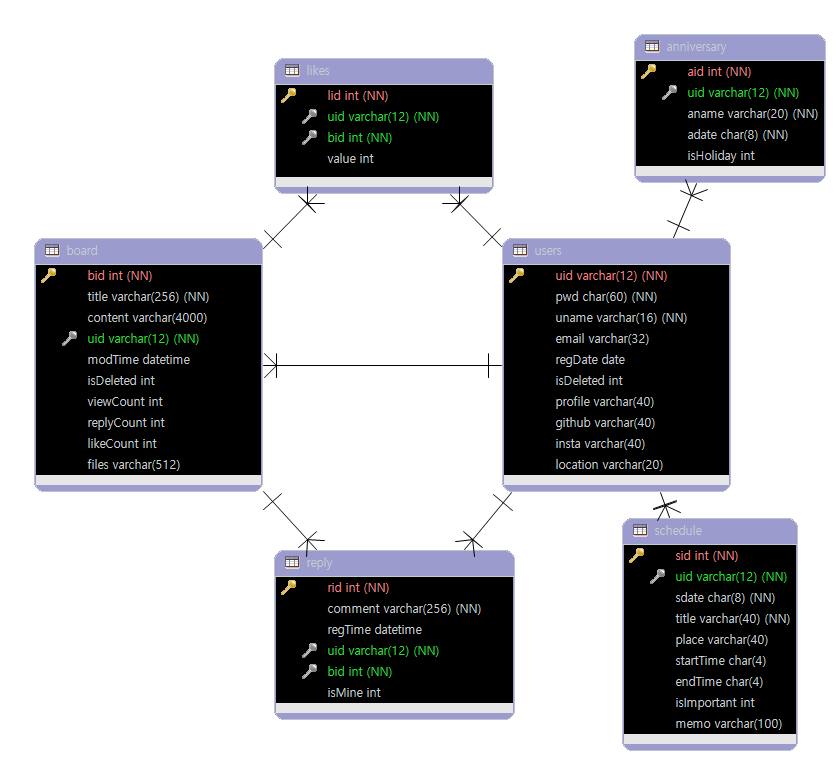 likes
lid int (NN)
uid varchar(12) (NN)
bid int (NN)
value int
anniversary
aid int (NN)
uid varchar(12) (NN)
aname varchar(20) (NN)
adate char(8) (NN)
isHoliday int
board
bid int (NN)
title varchar(256) (NN)
content varchar(4000)
uid varchar(12) (NN)
modTime datetime
isDeleted int
viewCount int
replyCount int
likeCount int
files varchar(512)
users
uid varchar(12) (NN)
pwd char(60) (NN)
uname varchar(16) (NN)
email varchar(32)
regDate date
isDeleted int
profile varchar(40)
github varchar(40)
insta varchar(40)
location varchar(20)
reply
rid int (NN)
comment varchar(256) (NN)
regTime datetime
uid varchar(12) (NN)
bid int (NN)
isMine int
schedule
sid int (NN)
uid varchar(12) (NN)
sdate char(8) (NN)
title varchar(40) (NN)
place varchar(40)
startTime char(4)
endTime char(4)
isImportant int
memo varchar(100)